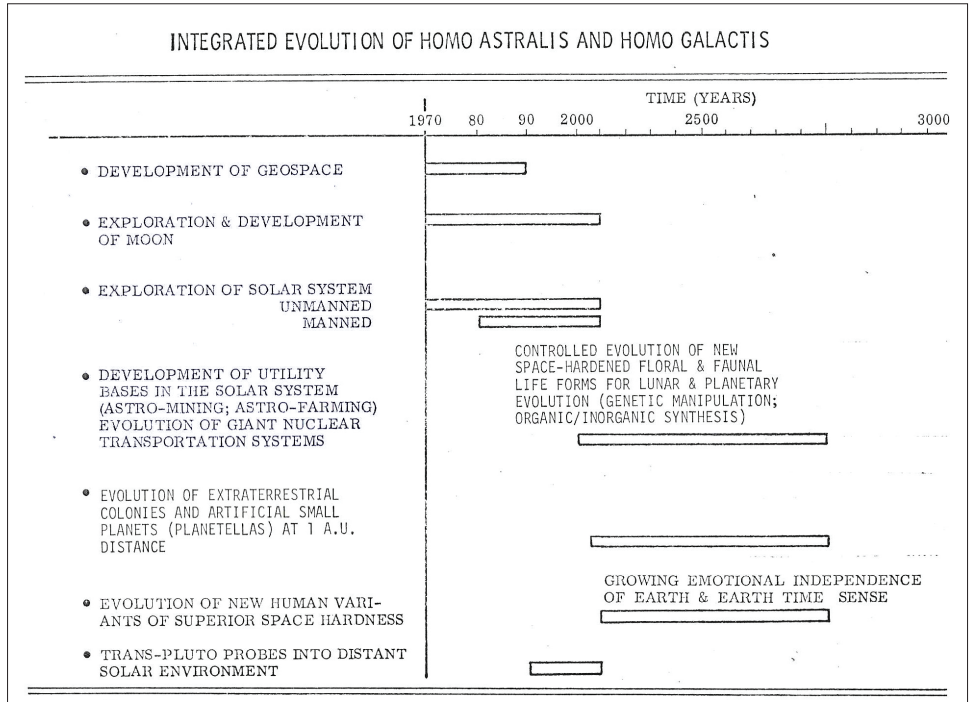 INTEGRATED EVOLUTION OF HOMO ASTRALIS AND HOMO GALACTIS
TIME (YEARS)
1970 80 90 2000 2500 3000
• DEVELOPMENT OF GEOSPACE
• EXPLORATION & DEVELOPMENT
OF MOON
• EXPLORATION OF SOLAR SYSTEM
UNMANNED
MANNED
CONTROLLED EVOLUTION OF NEW
SPACE-HARDENED FLORAL & FAUNAL
LIFE FORMS FOR LUNAR & PLANETARY
EVOLUTION (GENETIC MANIPULATION;
ORGANIC/INORGANIC SYNTHESIS)
• DEVELOPMENT OF UTILITY
BASES IN THE SOLAR SYSTEM
(ASTRO-MINING; ASTRO-FARMING)
EVOLUTION OF GIANT NUCLEAR
TRANSPORTATION SYSTEMS
• EVOLUTION OF EXTRATERRESTRIAL
COLONIES AND ARTIFICIAL SMALL
PLANETS (PLANETELLAS) AT 1 A.U.
DISTANCE
GROWING EMOTIONAL INDEPENDENCE
OF EARTH & EARTH TIME SENSE
• EVOLUTION OF NEW HUMAN VARI-
ANTS OF SUPERIOR SPACE HARDNESS
• TRANS-PLUTO PROBES INTO DISTANT
SOLAR ENVIRONMENT